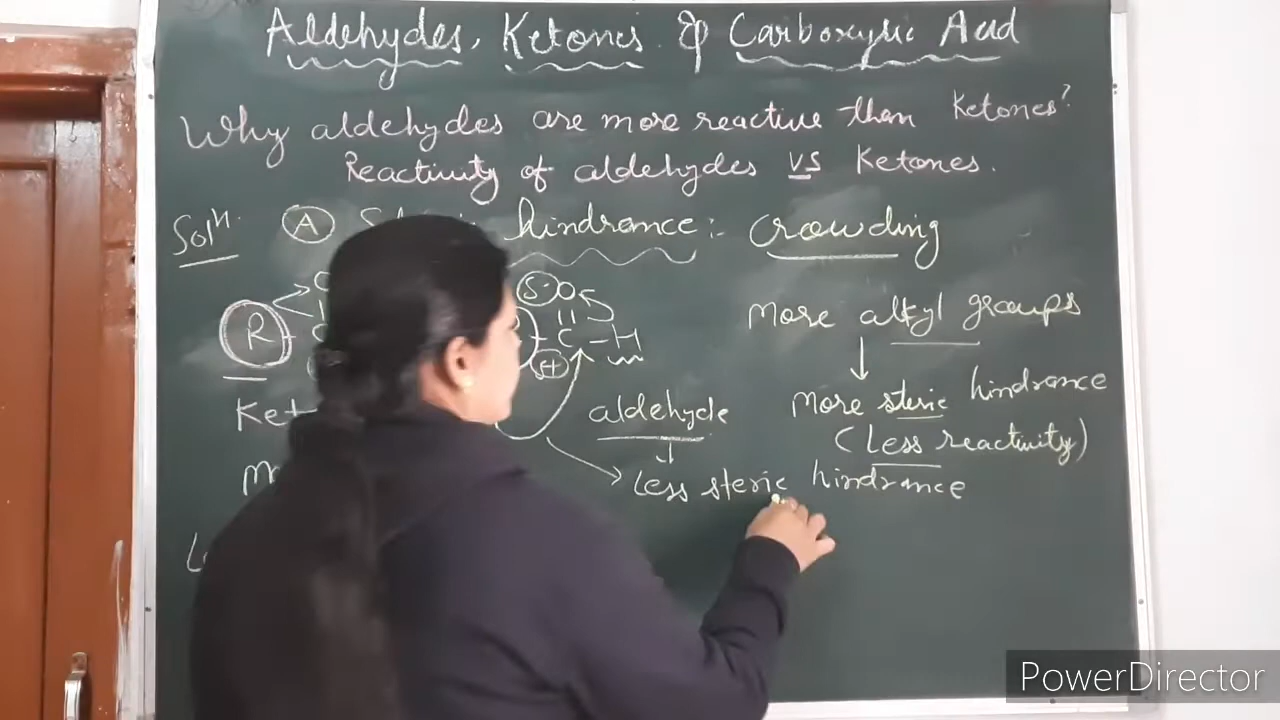 Aldehydes, Ketones & Carboxylic Acid
Why aldehydes are more reactive than Ketones?
Reactivity of aldehydes vs Ketones.
Solⁿ. A hindrance :- crowding
R
δ- O
C - H
δ+
More alkyl groups
More steric hindrance
(Less reactivity)
Ket
aldehyde
Less steric hindrance
PowerDirector